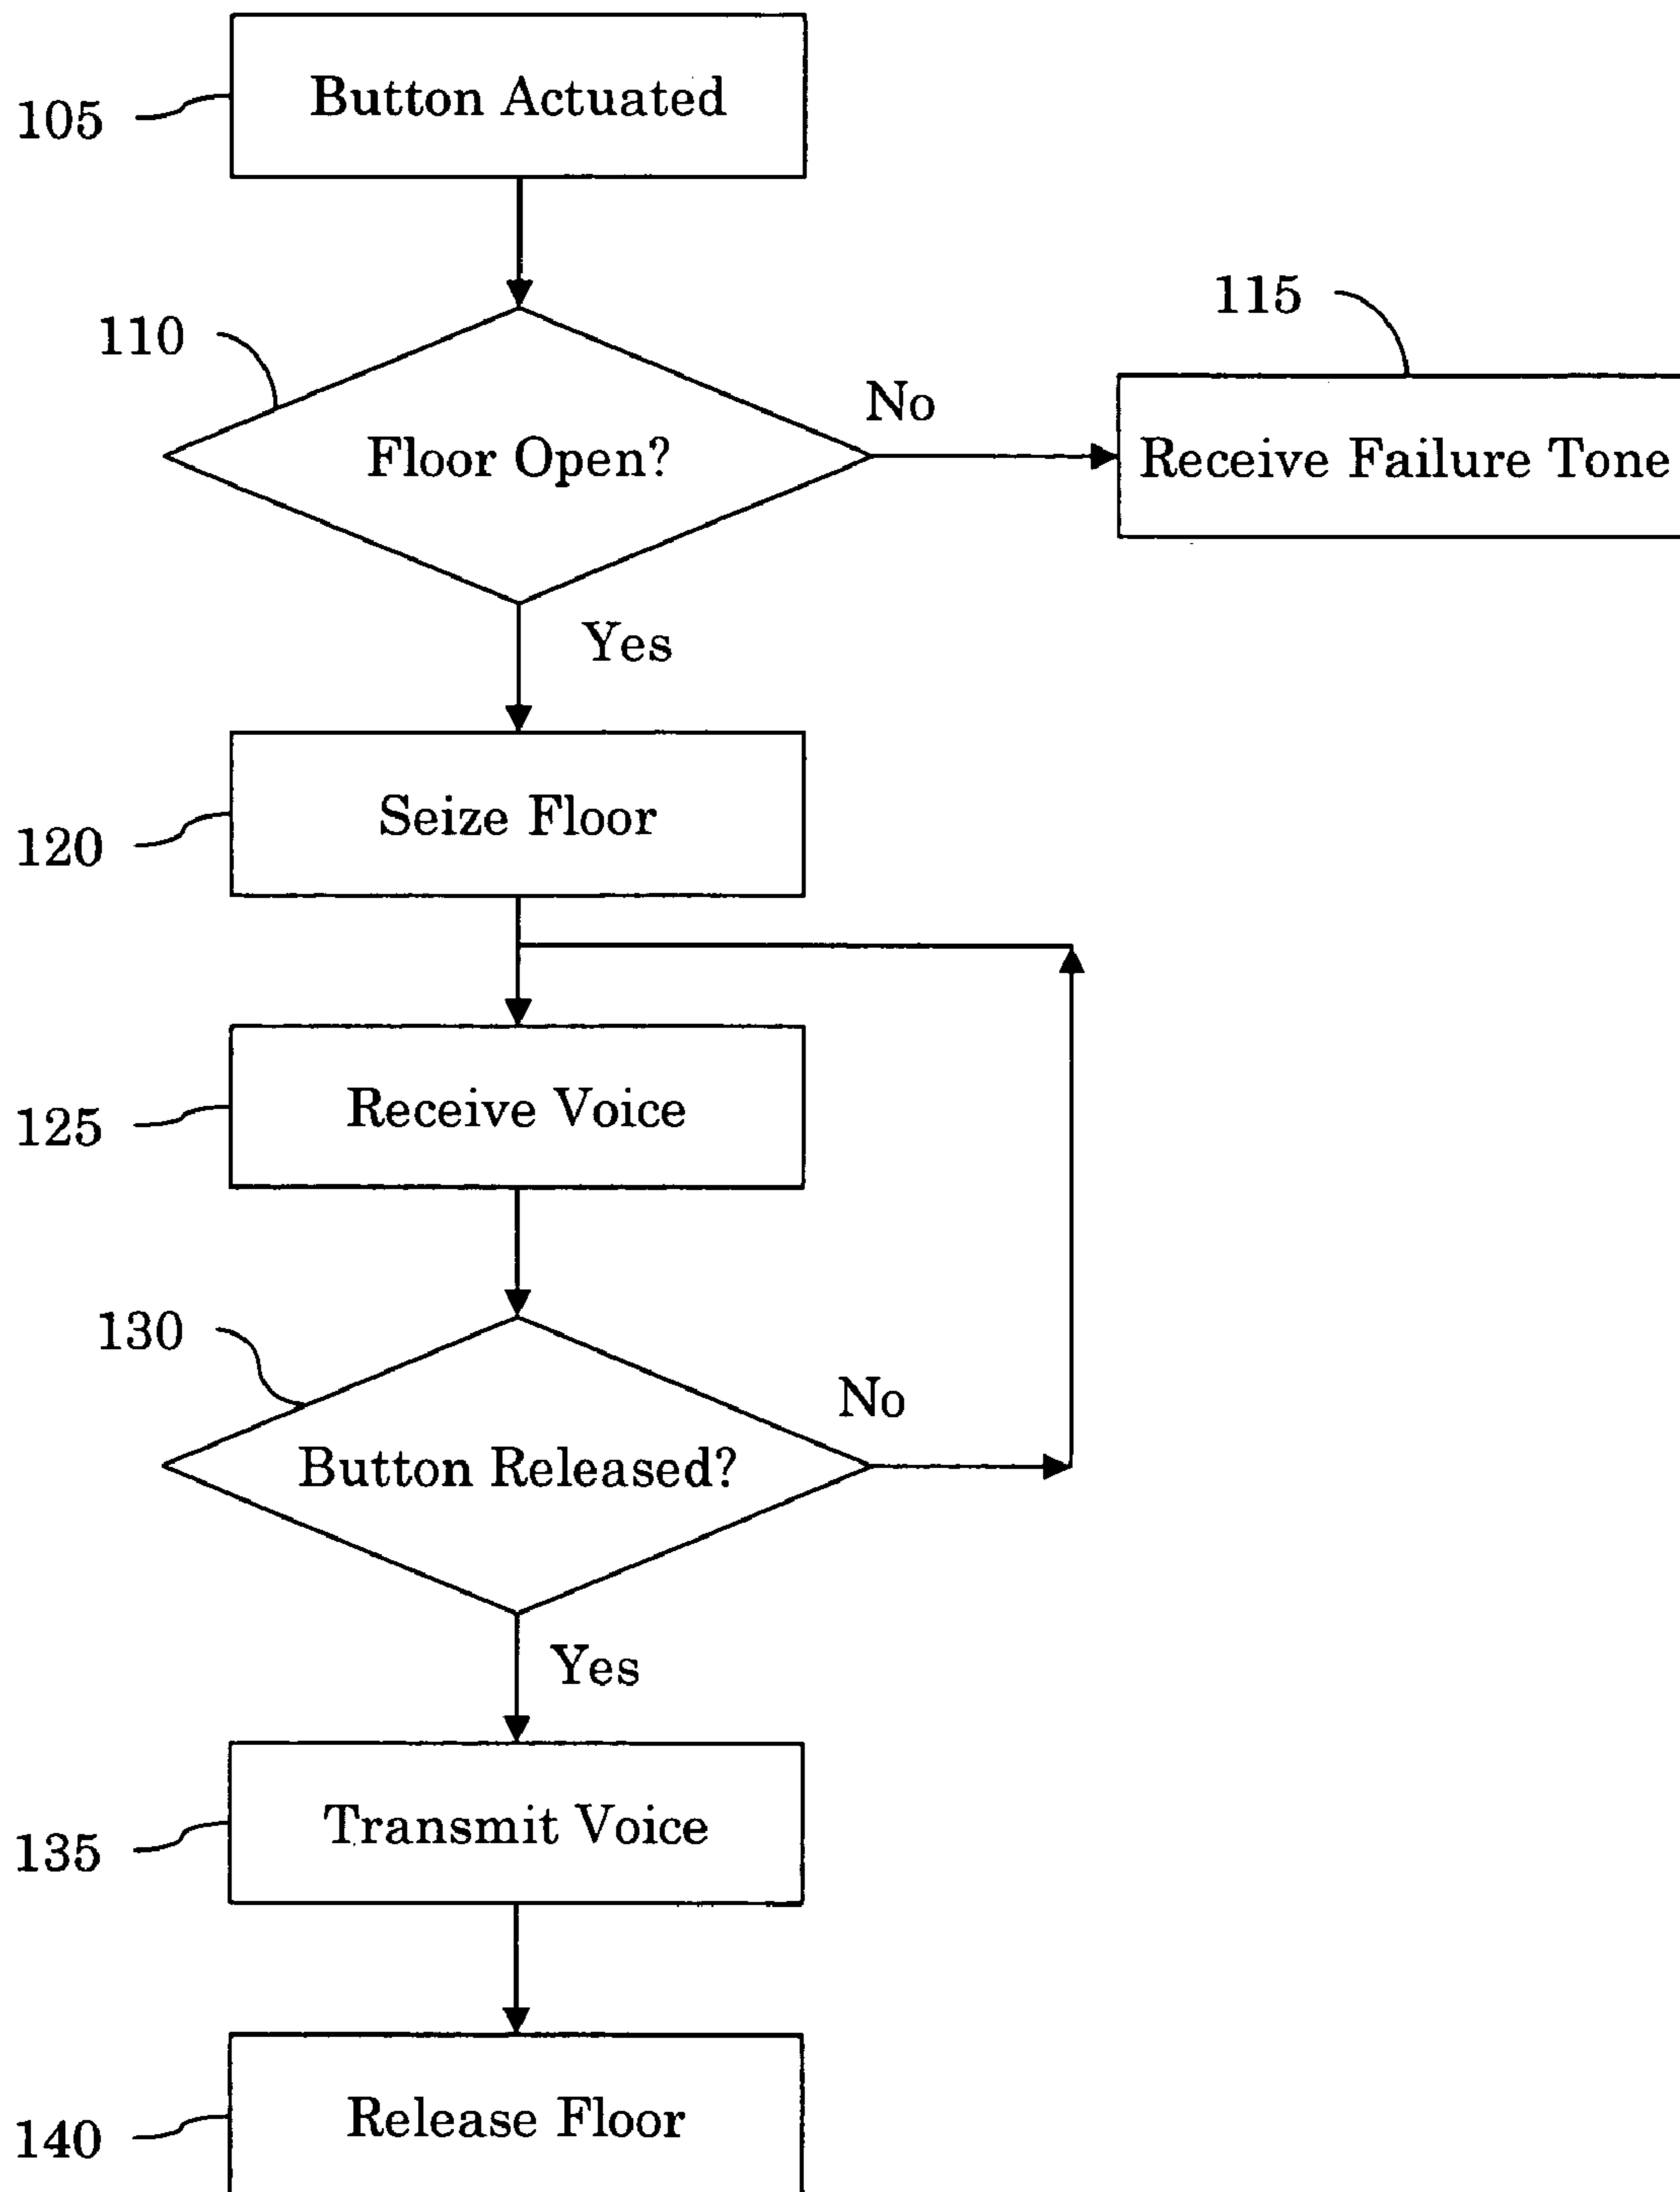 105
Button Actuated
110
Floor Open?
No
115
Receive Failure Tone
Yes
120
Seize Floor
125
Receive Voice
130
Button Released?
No
Yes
135
Transmit Voice
140
Release Floor